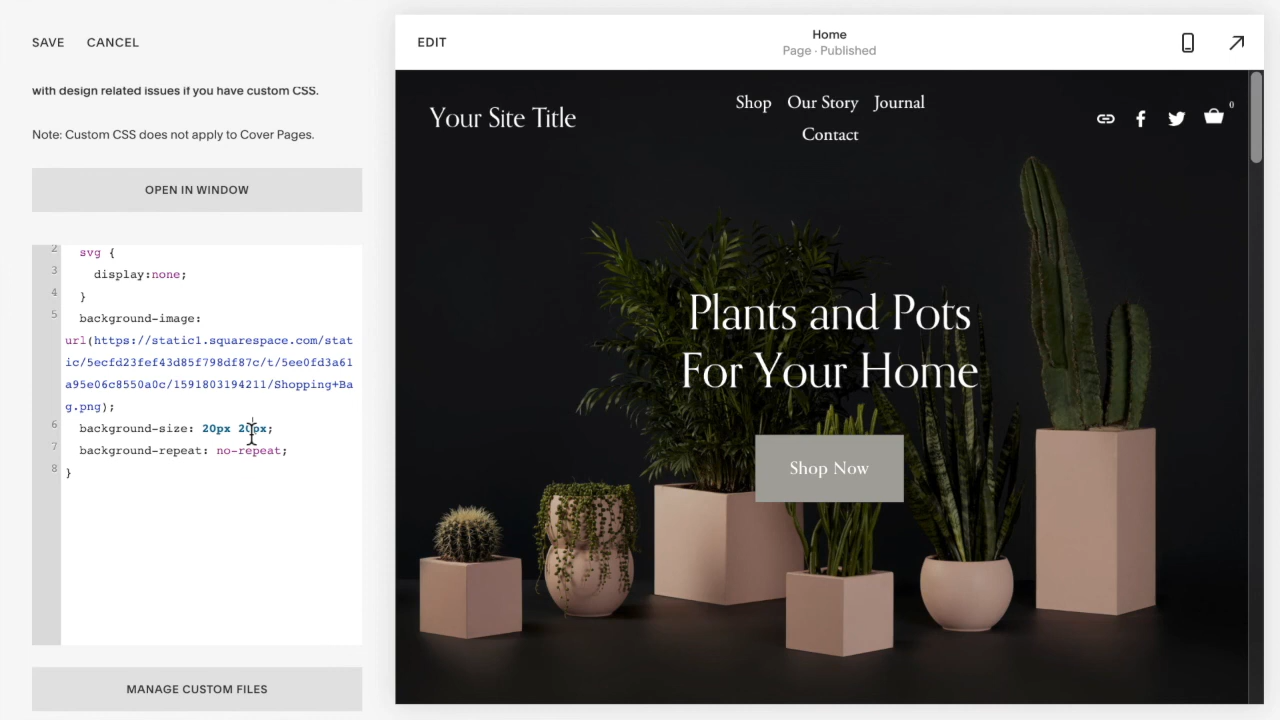 SAVE CANCEL
with design related issues if you have custom CSS.
Note: Custom CSS does not apply to Cover Pages.
OPEN IN WINDOW
2 svg {
3 display:none;
4 }
5 background-image:
url(https://static1.squarespace.com/stat
ic/5ecfd23fef43d85f798df87c/t/5ee0fd3a61
a95e06c8550a0c/1591803194211/Shopping+Ba
g.png);
6 background-size: 20px 20px;
7 background-repeat: no-repeat;
8 }
MANAGE CUSTOM FILES
EDIT
Home
Page · Published
Your Site Title
Shop Our Story Journal
Contact
0
Plants and Pots
For Your Home
Shop Now